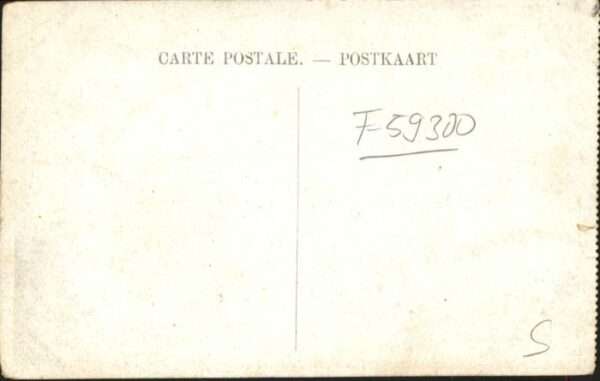 CARTE POSTALE. — POSTKAART
F-59300
S